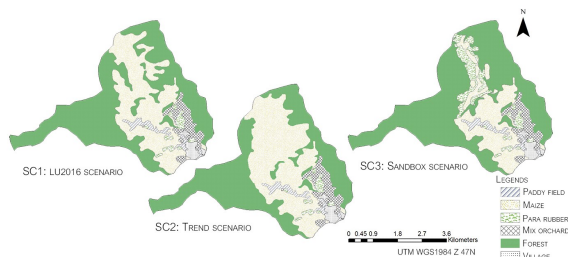 N
SC1: LU2016 SCENARIO
SC2: TREND SCENARIO
SC3: SANDBOX SCENARIO
LEGENDS
PADDY FIELD
MAIZE
PARA RUBBER
MIX ORCHARD
FOREST
VILLAGE
0 0.45 0.9 1.8 2.7 3.6
Kilometers
UTM WGS1984 Z 47N